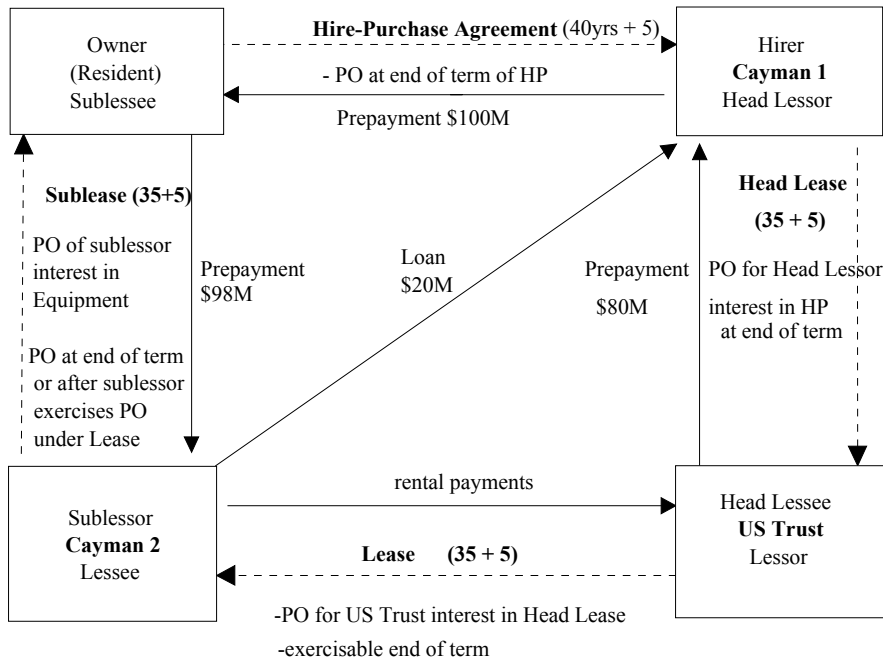 Owner
(Resident)
Sublessee
Hire-Purchase Agreement (40yrs + 5)
- PO at end of term of HP
Prepayment $100M
Hirer
Cayman 1
Head Lessor
Sublease (35+5)
PO of sublessor
interest in
Equipment
PO at end of term
or after sublessor
exercises PO
under Lease
Prepayment
$98M
Loan
$20M
Prepayment
$80M
Head Lease
(35 + 5)
PO for Head Lessor
interest in HP
at end of term
Sublessor
Cayman 2
Lessee
rental payments
Lease (35 + 5)
-PO for US Trust interest in Head Lease
-exercisable end of term
Head Lessee
US Trust
Lessor